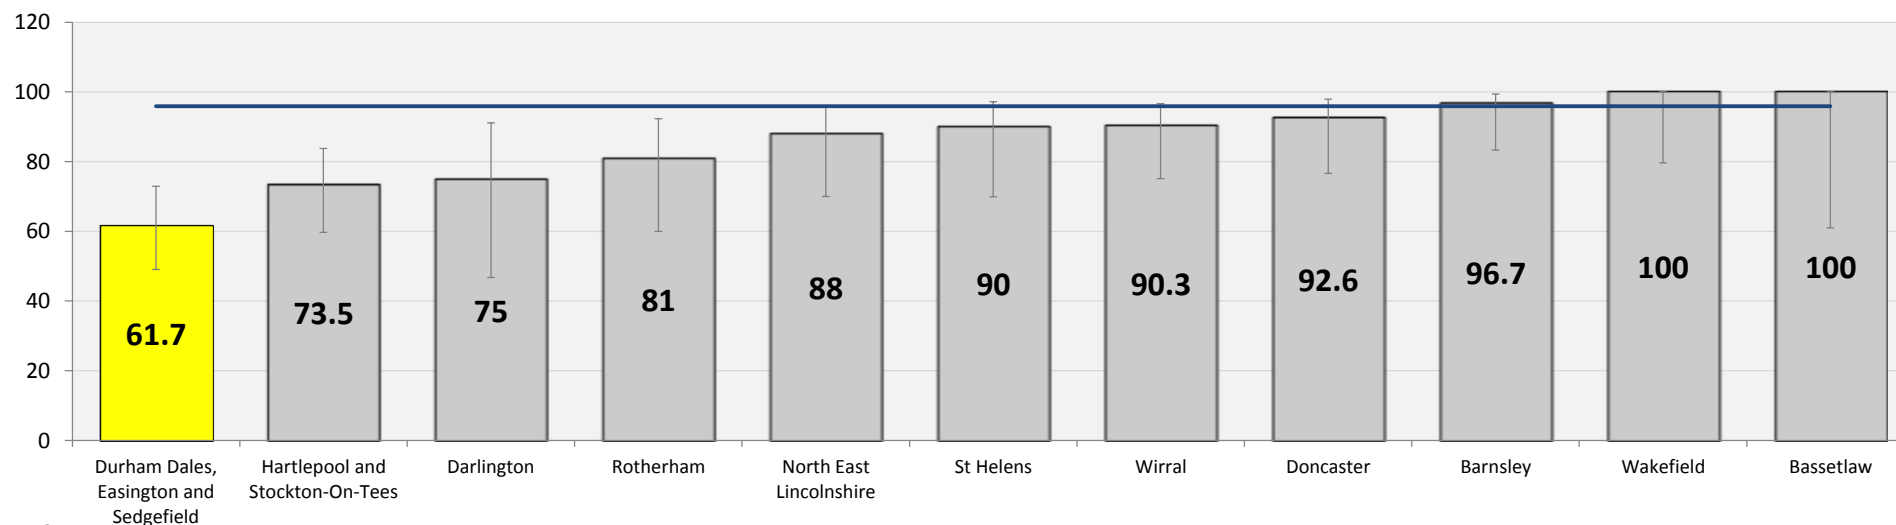 120
100
80
60
40
20
0
61.7
73.5
75
81
88
90
90.3
92.6
96.7
100
100
Durham Dales,
Easington and
Sedgefield
Hartlepool and
Stockton-On-Tees
Darlington
Rotherham
North East
Lincolnshire
St Helens
Wirral
Doncaster
Barnsley
Wakefield
Bassetlaw